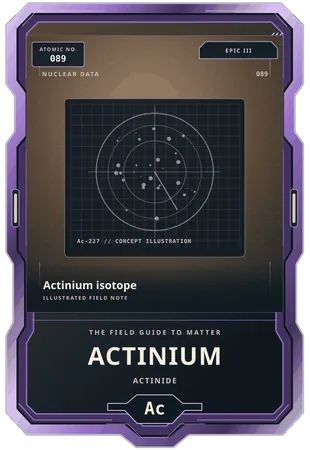 ATOMIC NO.
089
EPIC III
NUCLEAR DATA
089
Ac-227 // CONCEPT ILLUSTRATION
Actinium isotope
ILLUSTRATED FIELD NOTE
THE FIELD GUIDE TO MATTER
ACTINIUM
ACTINIDE
Ac